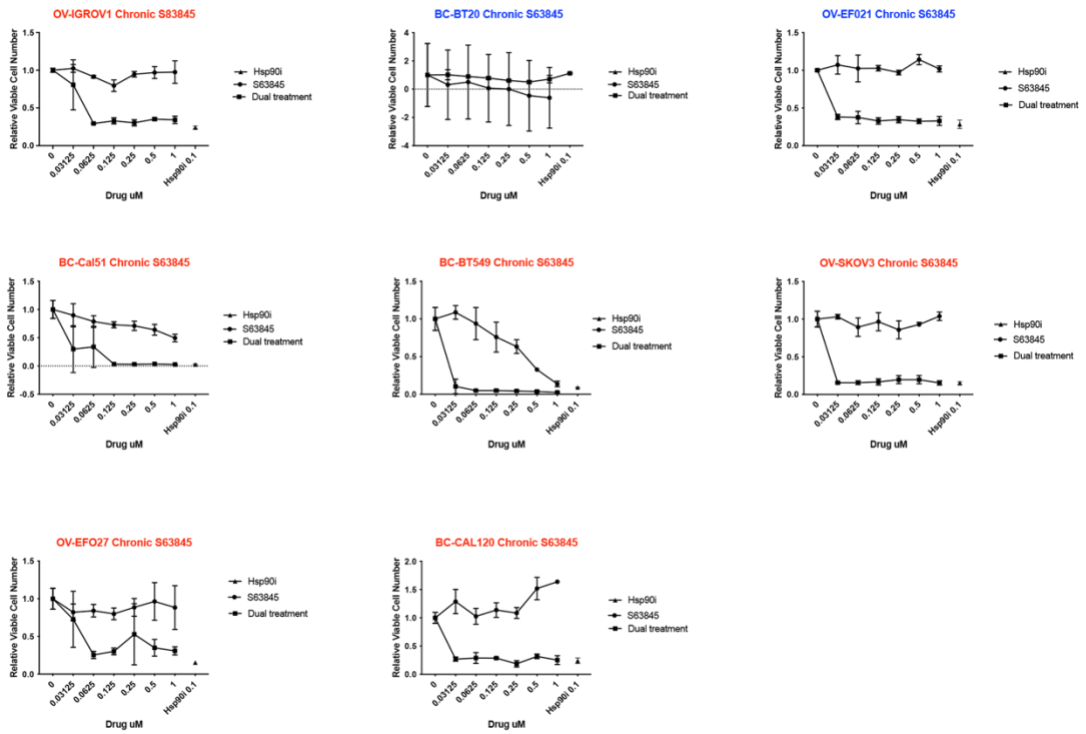 OV-IGROV1 Chronic S83845
Relative Viable Cell Number
1.5
1.0
0.5
0.0
0
0.03125
0.0625
0.125
0.25
0.5
1
Hsp90i 0.1
Drug uM
Hsp90i
S63845
Dual treatment
BC-BT20 Chronic S63845
Relative Viable Cell Number
4
2
0
-2
-4
0
0.03125
0.0625
0.125
0.25
0.5
1
Hsp90i 0.1
Drug uM
Hsp90i
S63845
Dual treatment
OV-EF021 Chronic S63845
Relative Viable Cell Number
1.5
1.0
0.5
0.0
0
0.03125
0.0625
0.125
0.25
0.5
1
Hsp90i 0.1
Drug uM
Hsp90i
S63845
Dual treatment
BC-Cal51 Chronic S63845
Relative Viable Cell Number
1.5
1.0
0.5
0.0
-0.5
0
0.03125
0.0625
0.125
0.25
0.5
1
Hsp90i 0.1
Drug uM
Hsp90i
S63845
Dual treatment
BC-BT549 Chronic S63845
Relative Viable Cell Number
1.5
1.0
0.5
0.0
0
0.03125
0.0625
0.125
0.25
0.5
1
Hsp90i 0.1
Drug uM
Hsp90i
S63845
Dual treatment
OV-SKOV3 Chronic S63845
Relative Viable Cell Number
1.5
1.0
0.5
0.0
0
0.03125
0.0625
0.125
0.25
0.5
1
Hsp90i 0.1
Drug uM
Hsp90i
S63845
Dual treatment
OV-EFO27 Chronic S63845
Relative Viable Cell Number
1.5
1.0
0.5
0.0
0
0.03125
0.0625
0.125
0.25
0.5
1
Hsp90i 0.1
Drug uM
Hsp90i
S63845
Dual treatment
BC-CAL120 Chronic S63845
Relative Viable Cell Number
2.0
1.5
1.0
0.5
0.0
0
0.03125
0.0625
0.125
0.25
0.5
1
Hsp90i 0.1
Drug uM
Hsp90i
S63845
Dual treatment